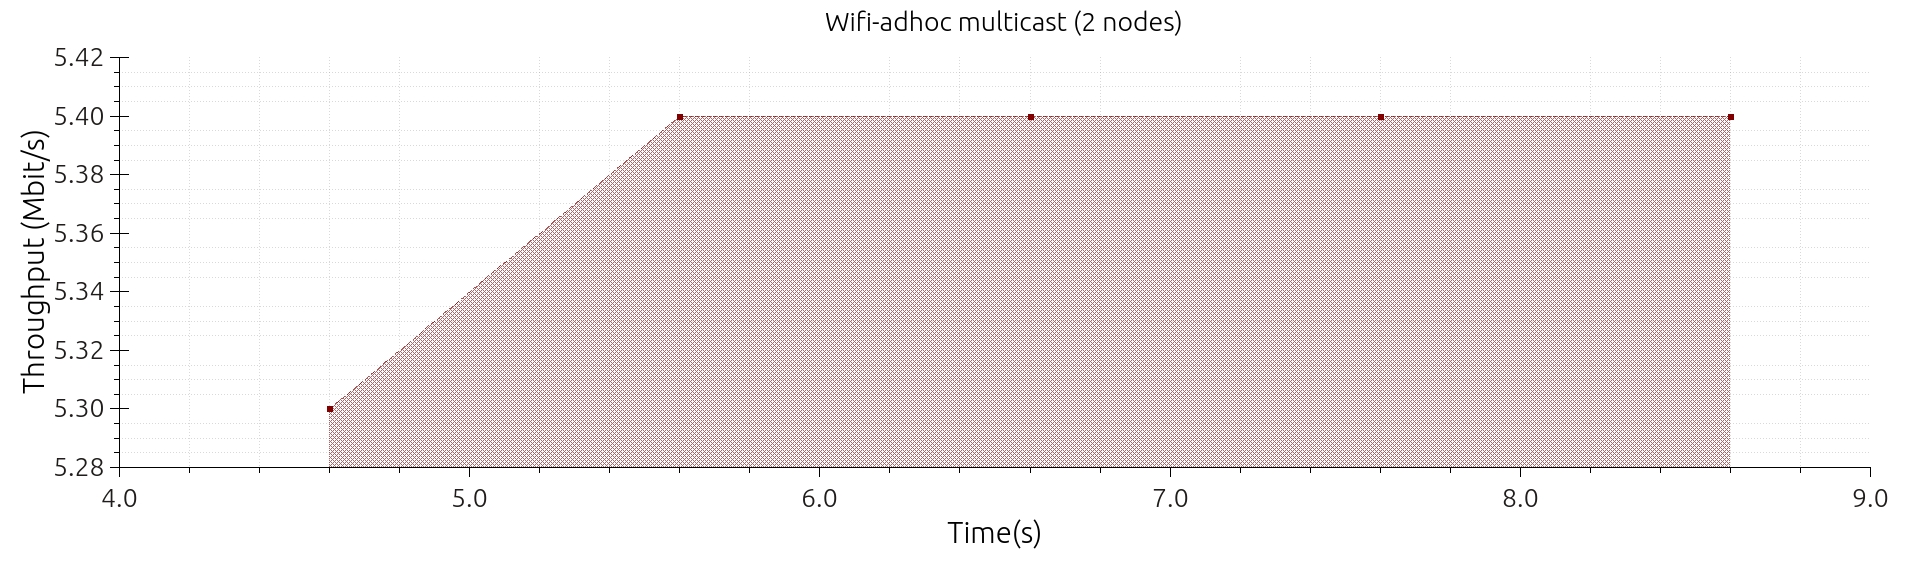 Wifi-adhoc multicast (2 nodes)
Throughput (Mbit/s)
5.42
5.40
5.38
5.36
5.34
5.32
5.30
5.28
4.0 5.0 6.0 7.0 8.0 9.0
Time(s)